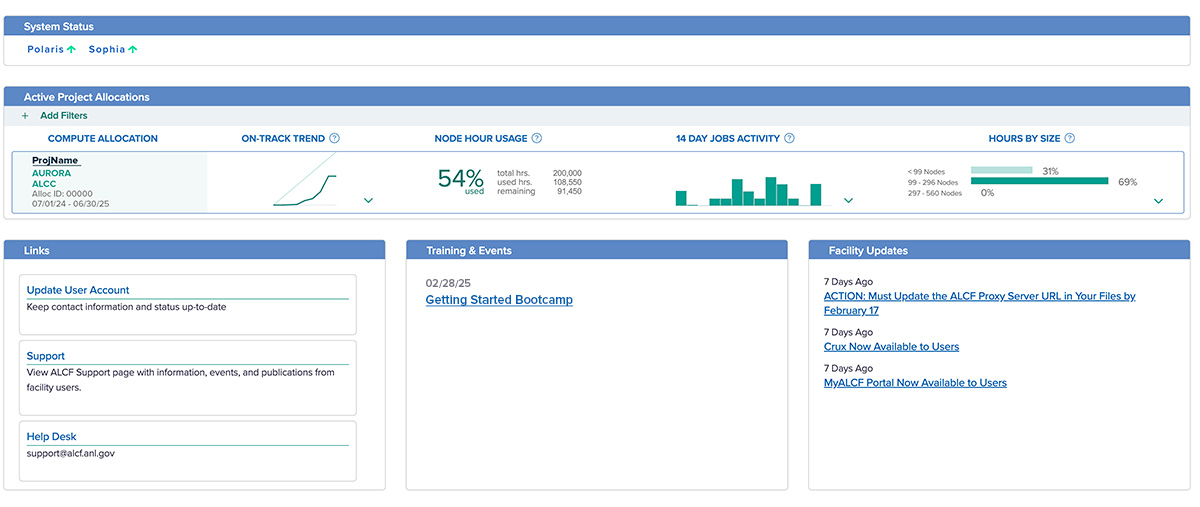 System Status
Polaris Sophia
Active Project Allocations
+ Add Filters
COMPUTE ALLOCATION ON-TRACK TREND ? NODE HOUR USAGE ? 14 DAY JOBS ACTIVITY ? HOURS BY SIZE ?
ProjName
AURORA
ALCC
Alloc ID: 00000
07/01/24 - 06/30/25
54%
used
total hrs. 200,000
used hrs. 108,550
remaining 91,450
< 99 Nodes 31%
99 - 296 Nodes 69%
297 - 560 Nodes 0%
Links
Update User Account
Keep contact information and status up-to-date
Support
View ALCF Support page with information, events, and publications from
facility users.
Help Desk
support@alcf.anl.gov
Training & Events
02/28/25
Getting Started Bootcamp
Facility Updates
7 Days Ago
ACTION: Must Update the ALCF Proxy Server URL in Your Files by
February 17
7 Days Ago
Crux Now Available to Users
7 Days Ago
MyALCF Portal Now Available to Users